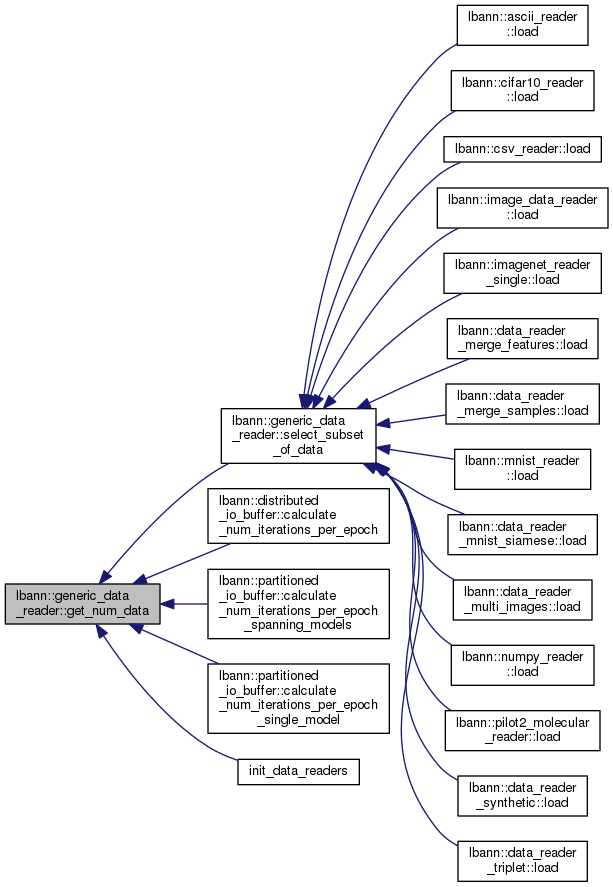 lbann::ascii_reader
::load
lbann::cifar10_reader
::load
lbann::csv_reader::load
lbann::image_data_reader
::load
lbann::imagenet_reader
_single::load
lbann::data_reader
_merge_features::load
lbann::data_reader
_merge_samples::load
lbann::mnist_reader
::load
lbann::data_reader
_mnist_siamese::load
lbann::data_reader
_multi_images::load
lbann::numpy_reader
::load
lbann::pilot2_molecular
_reader::load
lbann::data_reader
_synthetic::load
lbann::data_reader
_triplet::load
lbann::generic_data
_reader::select_subset
_of_data
lbann::distributed
_io_buffer::calculate
_num_iterations_per_epoch
lbann::partitioned
_io_buffer::calculate
_num_iterations_per_epoch
_spanning_models
lbann::partitioned
_io_buffer::calculate
_num_iterations_per_epoch
_single_model
init_data_readers
lbann::generic_data
_reader::get_num_data